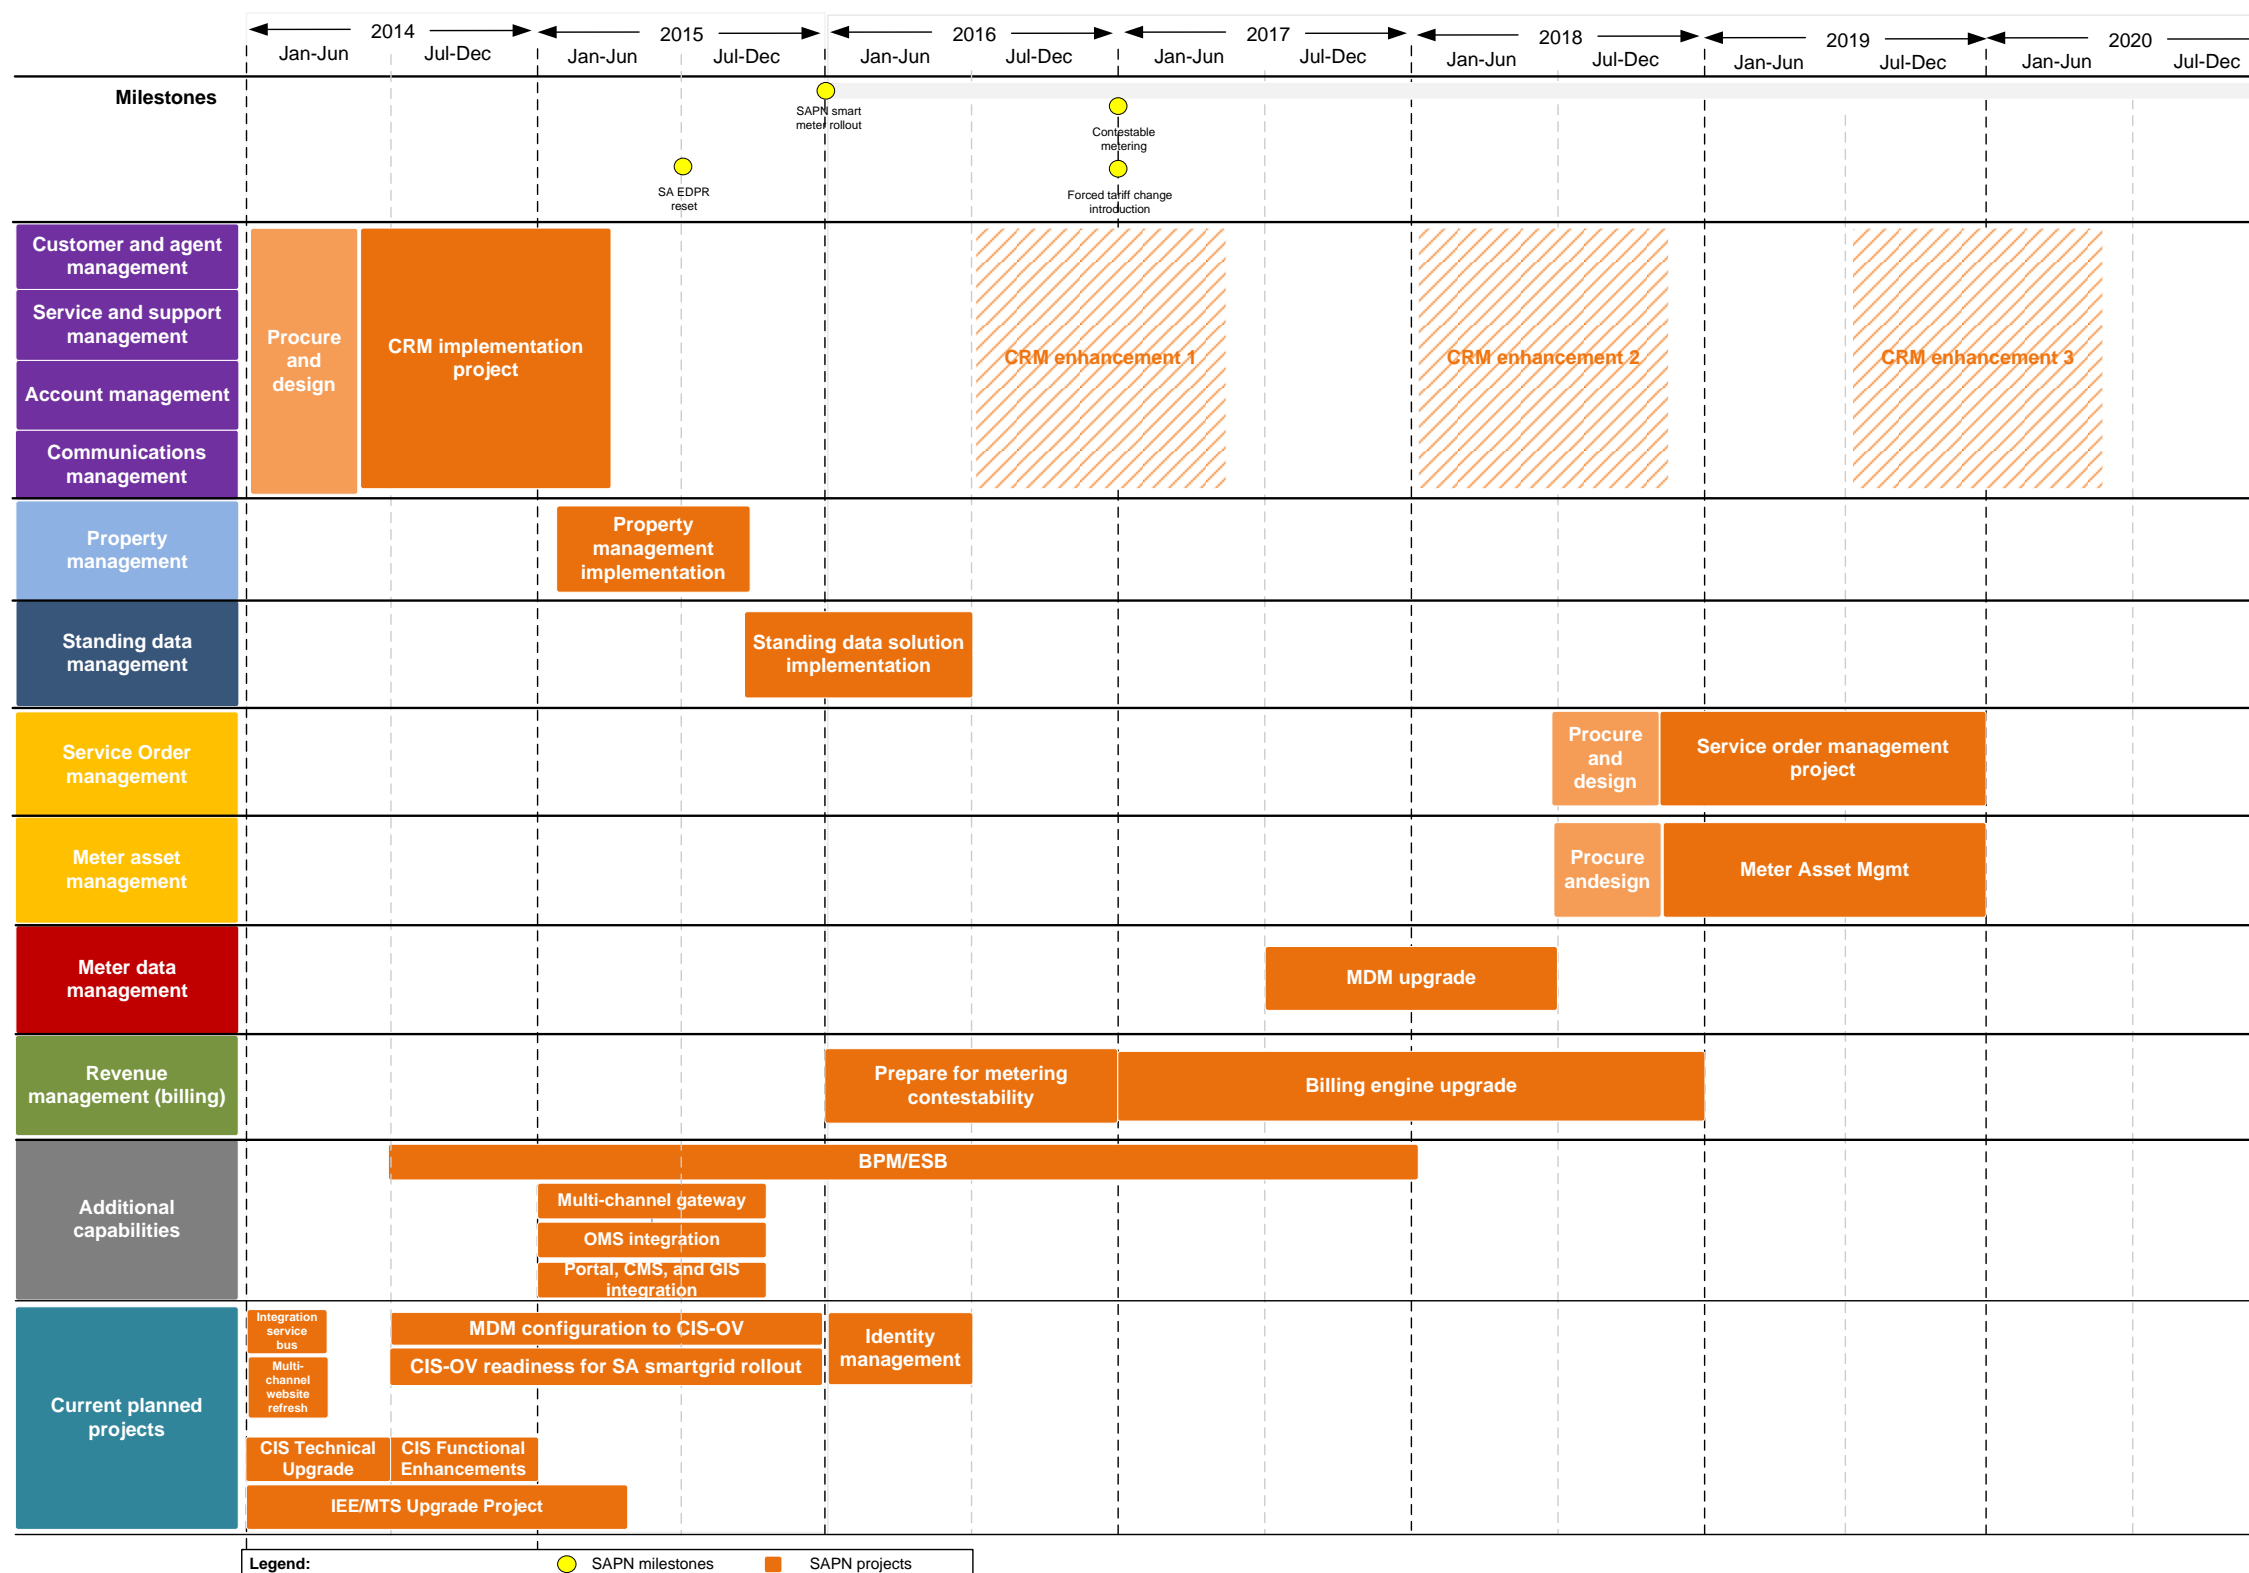 2014
2015
2016
2017
2018
2019
2020
Jan-Jun
Jul-Dec
Jan-Jun
Jul-Dec
Jan-Jun
Jul-Dec
Jan-Jun
Jul-Dec
Jan-Jun
Jul-Dec
Jan-Jun
Jul-Dec
Jan-Jun
Jul-Dec
Milestones
SAPN smart
meter rollout
Contestable
metering
SA EDPR
reset
Forced tariff change
introduction
Customer and agent
management
Service and support
management
Account management
Communications
management
Procure
and
design
CRM implementation
project
CRM enhancement 1
CRM enhancement 2
CRM enhancement 3
Property
management
Property
management
implementation
Standing data
management
Standing data solution
implementation
Service Order
management
Procure
and
design
Service order management
project
Meter asset
management
Procure
andesign
Meter Asset Mgmt
Meter data
management
MDM upgrade
Revenue
management (billing)
Prepare for metering
contestability
Billing engine upgrade
Additional
capabilities
BPM/ESB
Multi-channel gateway
OMS integration
Portal, CMS, and GIS
integration
Current planned
projects
Integration
service
bus
Multi-
channel
website
refresh
MDM configuration to CIS-OV
CIS-OV readiness for SA smartgrid rollout
Identity
management
CIS Technical
Upgrade
CIS Functional
Enhancements
IEE/MTS Upgrade Project
Legend:
SAPN milestones
SAPN projects